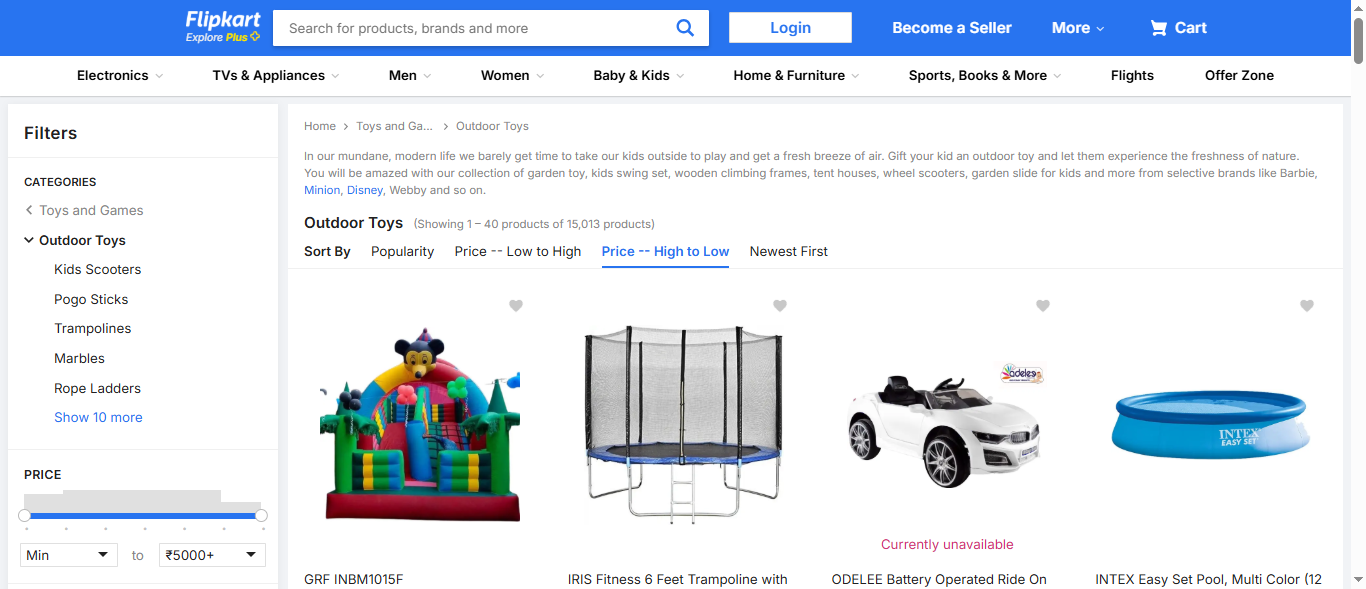 Flipkart
Explore Plus
Search for products, brands and more
Login
Become a Seller
More
Cart
Electronics
TVs & Appliances
Men
Women
Baby & Kids
Home & Furniture
Sports, Books & More
Flights
Offer Zone
Filters
CATEGORIES
Toys and Games
Outdoor Toys
Kids Scooters
Pogo Sticks
Trampolines
Marbles
Rope Ladders
Show 10 more
PRICE
Min
to
₹5000+
Home
Toys and Ga...
Outdoor Toys
In our mundane, modern life we barely get time to take our kids outside to play and get a fresh breeze of air. Gift your kid an outdoor toy and let them experience the freshness of nature.
You will be amazed with our collection of garden toy, kids swing set, wooden climbing frames, tent houses, wheel scooters, garden slide for kids and more from selective brands like Barbie,
Minion, Disney, Webby and so on.
Outdoor Toys (Showing 1 – 40 products of 15,013 products)
Sort By
Popularity
Price -- Low to High
Price -- High to Low
Newest First
adelee
INTEX
EASY SET
Currently unavailable
GRF INBM1015F
IRIS Fitness 6 Feet Trampoline with
ODELEE Battery Operated Ride On
INTEX Easy Set Pool, Multi Color (12